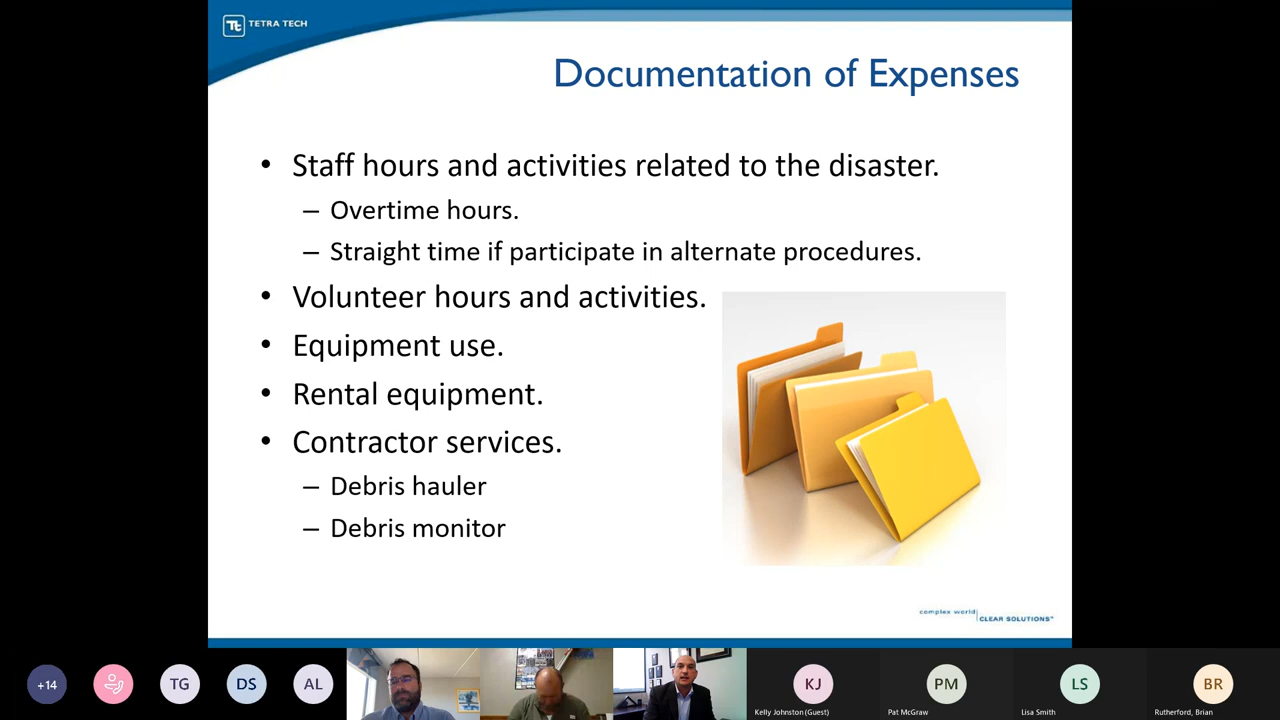 TETRA TECH
Documentation of Expenses
• Staff hours and activities related to the disaster.
– Overtime hours.
– Straight time if participate in alternate procedures.
• Volunteer hours and activities.
• Equipment use.
• Rental equipment.
• Contractor services.
– Debris hauler
– Debris monitor
complex world
CLEAR SOLUTIONS™
+14
TG
DS
AL
KJ
Kelly Johnston (Guest)
PM
Pat McGraw
LS
Lisa Smith
BR
Rutherford, Brian